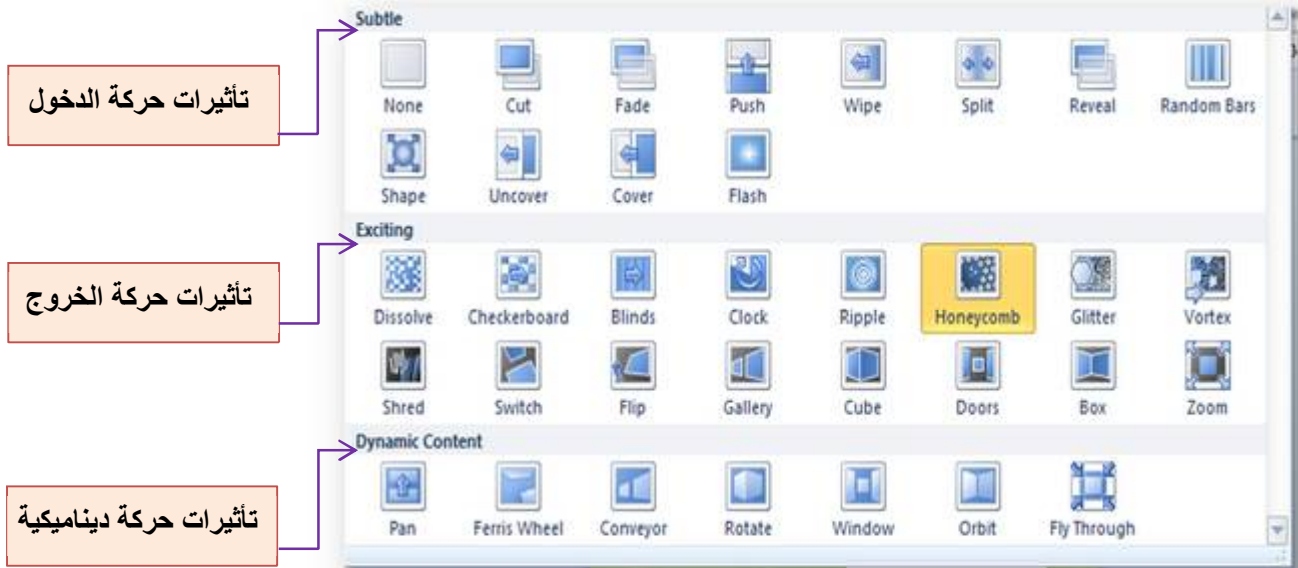 Subtle
None Cut Fade Push Wipe Split Reveal Random Bars
تأثيرات حركة الدخول
Shape Uncover Cover Flash
Exciting
تأثيرات حركة الخروج
Dissolve Checkerboard Blinds Clock Ripple Honeycomb Glitter Vortex
Shred Switch Flip Gallery Cube Doors Box Zoom
Dynamic Content
تأثيرات حركة ديناميكية
Pan Ferris Wheel Conveyor Rotate Window Orbit Fly Through